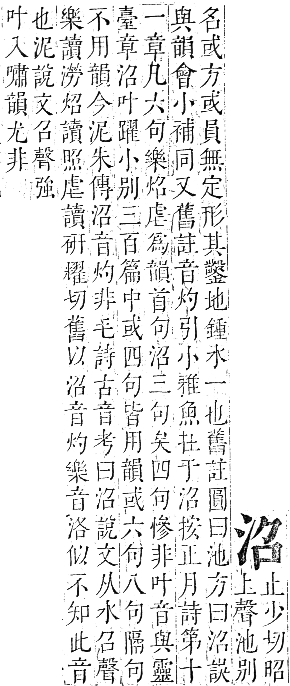 沼
止少切昭
上聲池別
名或方或員無定形其鑿地鍾水一也舊註圓曰池方曰沼誤
與韻會小補同又舊註音灼引小雅魚在于沼按正月詩第十
一章凡六句樂炤虐爲韻首句沼三句矣四句慘非叶音與靈
臺章沼叶躍小別三百篇中或四句皆用韻或六句八句隔句
不用韻今泥朱傳沼音灼非毛詩古音考曰沼說文从水召聲
樂讀澇炤讀照虐讀研耀切舊以沼音灼樂音洛似不知此音
也泥說文召聲強
叶入嘯韻尤非